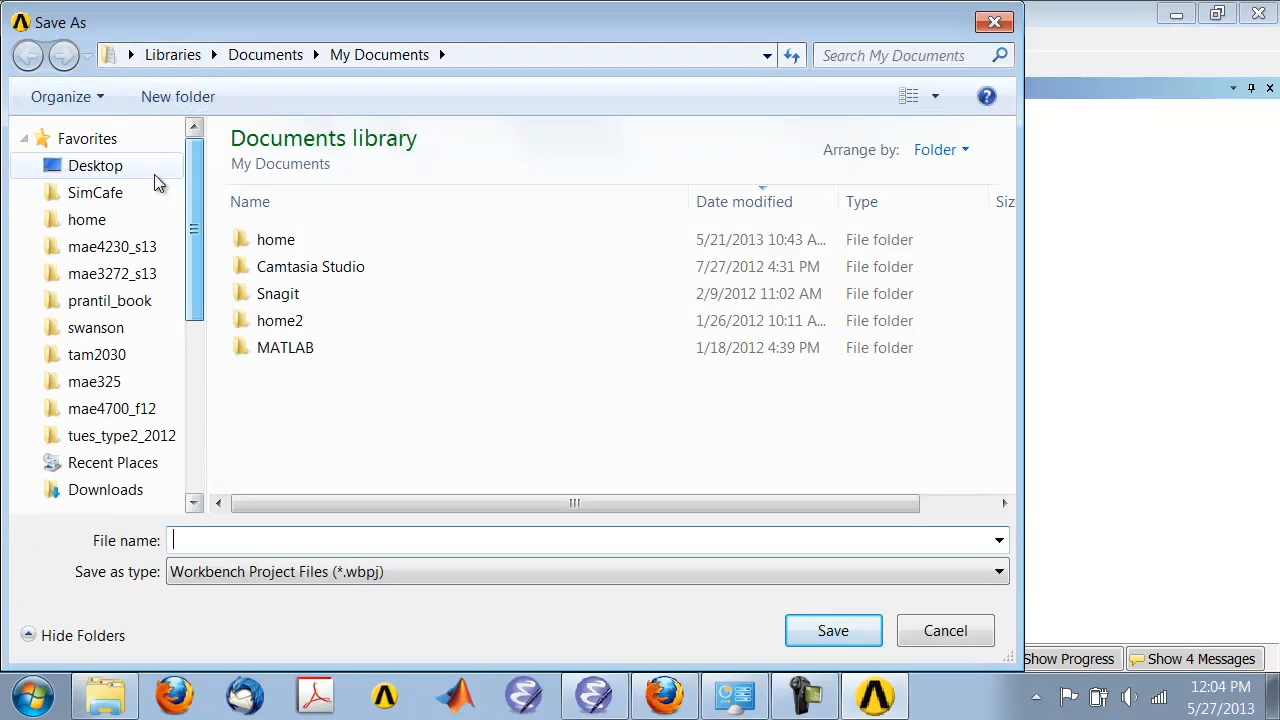 Save As
Libraries Documents My Documents
Search My Documents
Organize New folder
Favorites
Desktop
SimCafe
home
mae4230_s13
mae3272_s13
prantil_book
swanson
tam2030
mae325
mae4700_f12
tues_type2_2012
Recent Places
Downloads
Documents library
My Documents
Arrange by: Folder
Name Date modified Type Siz
home 5/21/2013 10:43 A... File folder
Camtasia Studio 7/27/2012 4:31 PM File folder
Snagit 2/9/2012 11:02 AM File folder
home2 1/26/2012 10:11 A... File folder
MATLAB 1/18/2012 4:39 PM File folder
File name:
Save as type: Workbench Project Files (*.wbpj)
Hide Folders
Save Cancel
Show Progress Show 4 Messages
12:04 PM
5/27/2013